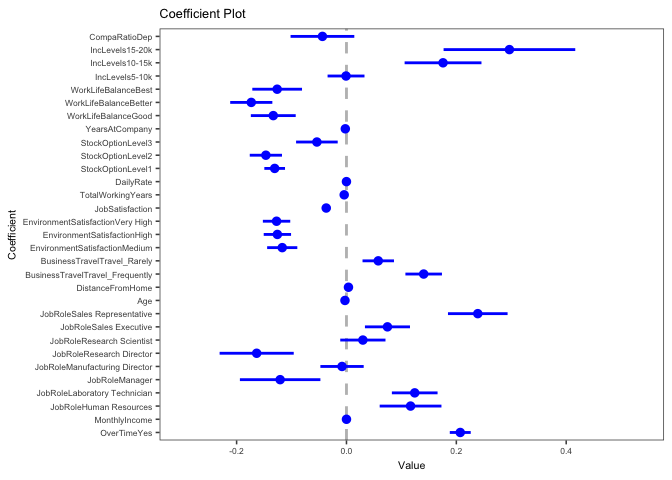 Coefficient Plot
CompaRatioDep
IncLevels15-20k
IncLevels10-15k
IncLevels5-10k
WorkLifeBalanceBest
WorkLifeBalanceBetter
WorkLifeBalanceGood
YearsAtCompany
StockOptionLevel3
StockOptionLevel2
StockOptionLevel1
DailyRate
TotalWorkingYears
JobSatisfaction
EnvironmentSatisfactionVery High
EnvironmentSatisfactionHigh
EnvironmentSatisfactionMedium
BusinessTravelTravel_Rarely
BusinessTravelTravel_Frequently
DistanceFromHome
Age
JobRoleSales Representative
JobRoleSales Executive
JobRoleResearch Scientist
JobRoleResearch Director
JobRoleManufacturing Director
JobRoleManager
JobRoleLaboratory Technician
JobRoleHuman Resources
MonthlyIncome
OverTimeYes
Coefficient
-0.2 0.0 0.2 0.4
Value